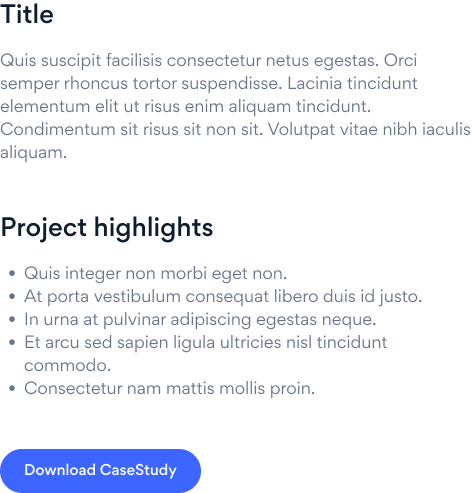 Title
Quis suscipit facilisis consectetur netus egestas. Orci
semper rhoncus tortor suspendisse. Lacinia tincidunt
elementum elit ut risus enim aliquam tincidunt.
Condimentum sit risus sit non sit. Volutpat vitae nibh iaculis
aliquam.
Project highlights
• Quis integer non morbi eget non.
• At porta vestibulum consequat libero duis id justo.
• In urna at pulvinar adipiscing egestas neque.
• Et arcu sed sapien ligula ultricies nisl tincidunt
commodo.
• Consectetur nam mattis mollis proin.
Download CaseStudy